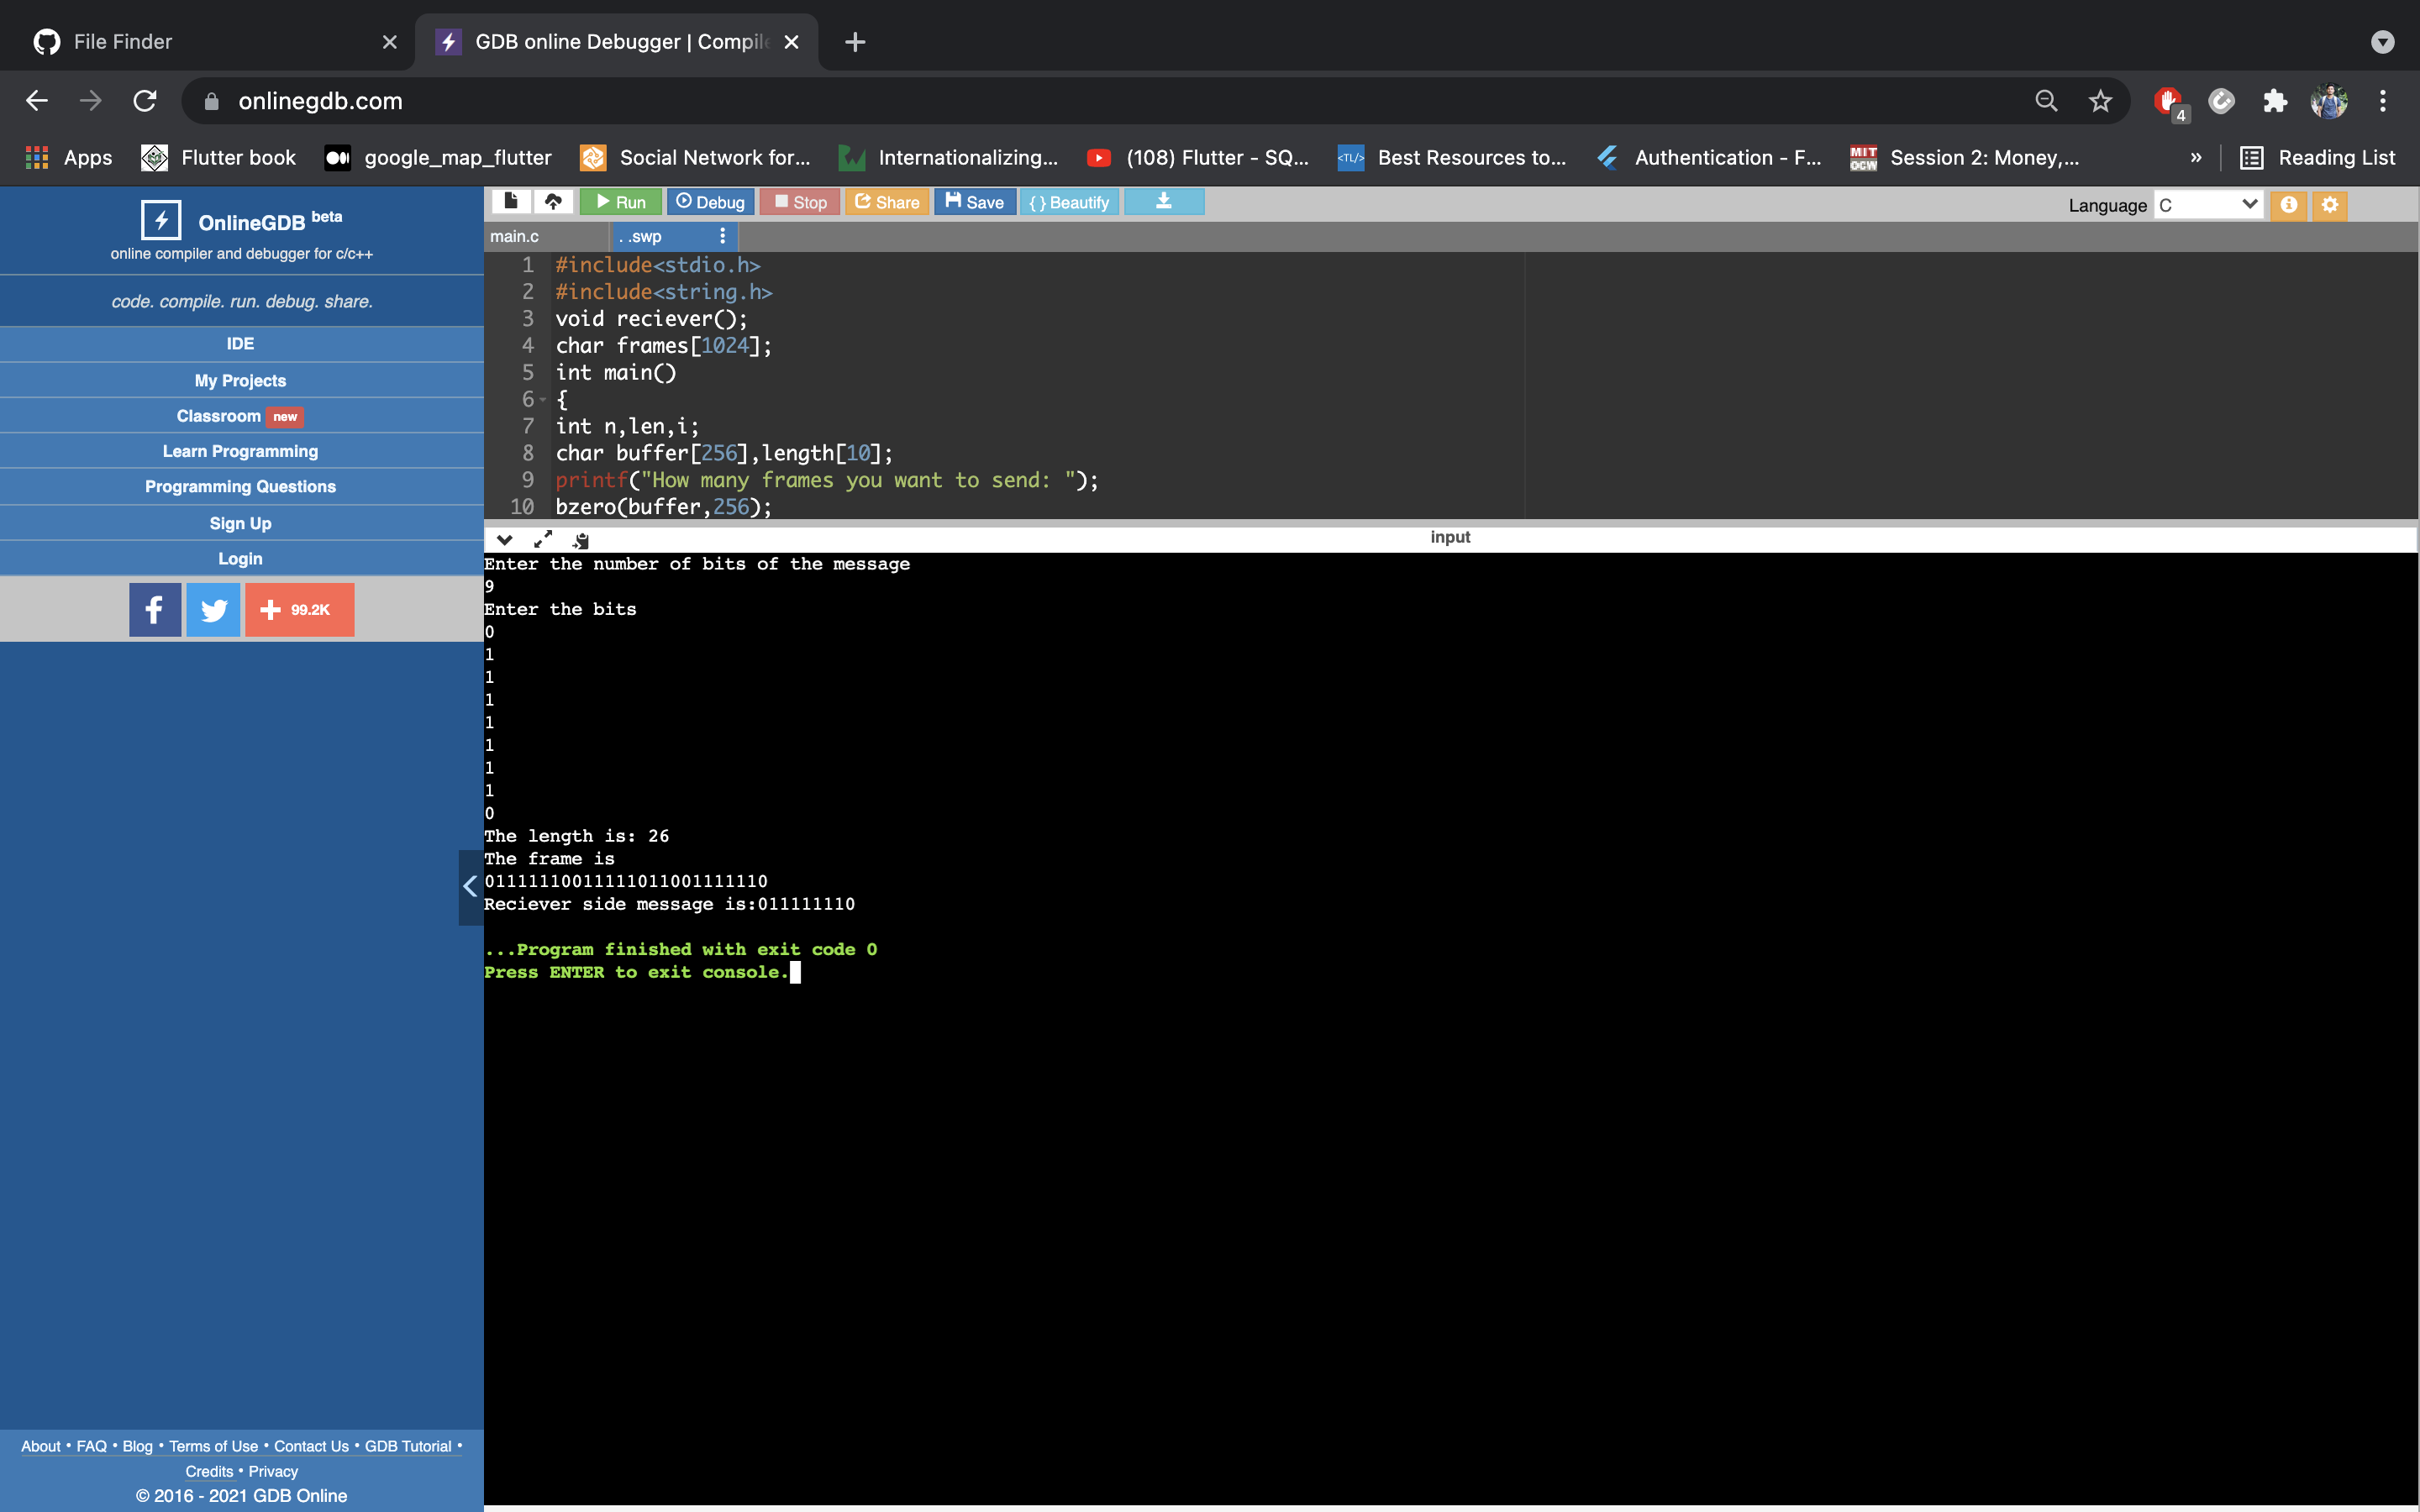 File Finder
GDB online Debugger | Compile
onlinegdb.com
4
Apps
Flutter book
google_map_flutter
Social Network for...
Internationalizing...
(108) Flutter - SQ...
<TL/> Best Resources to...
Authentication - F...
MIT OCW Session 2: Money,...
»
Reading List
OnlineGDB beta
online compiler and debugger for c/c++
code. compile. run. debug. share.
IDE
My Projects
Classroom new
Learn Programming
Programming Questions
Sign Up
Login
f
+ 99.2K
About • FAQ • Blog • Terms of Use • Contact Us • GDB Tutorial •
Credits • Privacy
© 2016 - 2021 GDB Online
Run
Debug
Stop
Share
Save
{ } Beautify
Language C
main.c
. .swp
1 #include<stdio.h>
2 #include<string.h>
3 void reciever();
4 char frames[1024];
5 int main()
6 {
7 int n,len,i;
8 char buffer[256],length[10];
9 printf("How many frames you want to send: ");
10 bzero(buffer,256);
input
Enter the number of bits of the message
9
Enter the bits
0
1
1
1
1
1
1
1
0
The length is: 26
The frame is
01111110011111011001111110
Reciever side message is:011111110
...Program finished with exit code 0
Press ENTER to exit console.